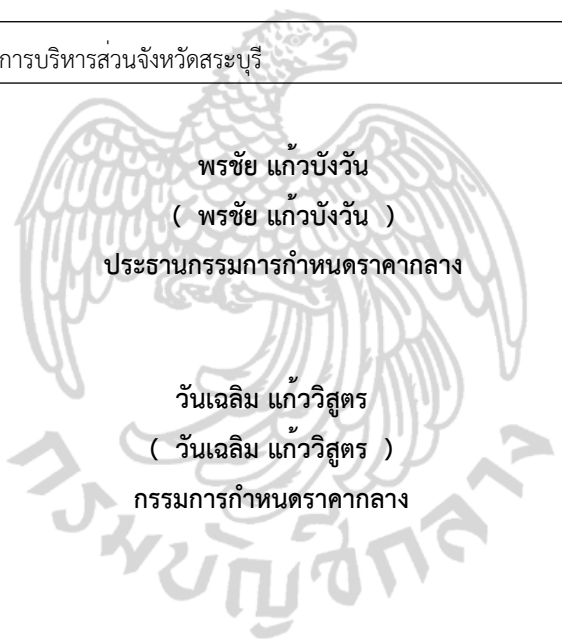 การบริหารส่วนจังหวัดสระบุรี
พรชัย แก้วบังวัน
( พรชัย แก้วบังวัน )
ประธานกรรมการกำหนดราคากลาง
วันเฉลิม แก้ววิสูตร
( วันเฉลิม แก้ววิสูตร )
กรรมการกำหนดราคากลาง
กรมบัญชีกลาง